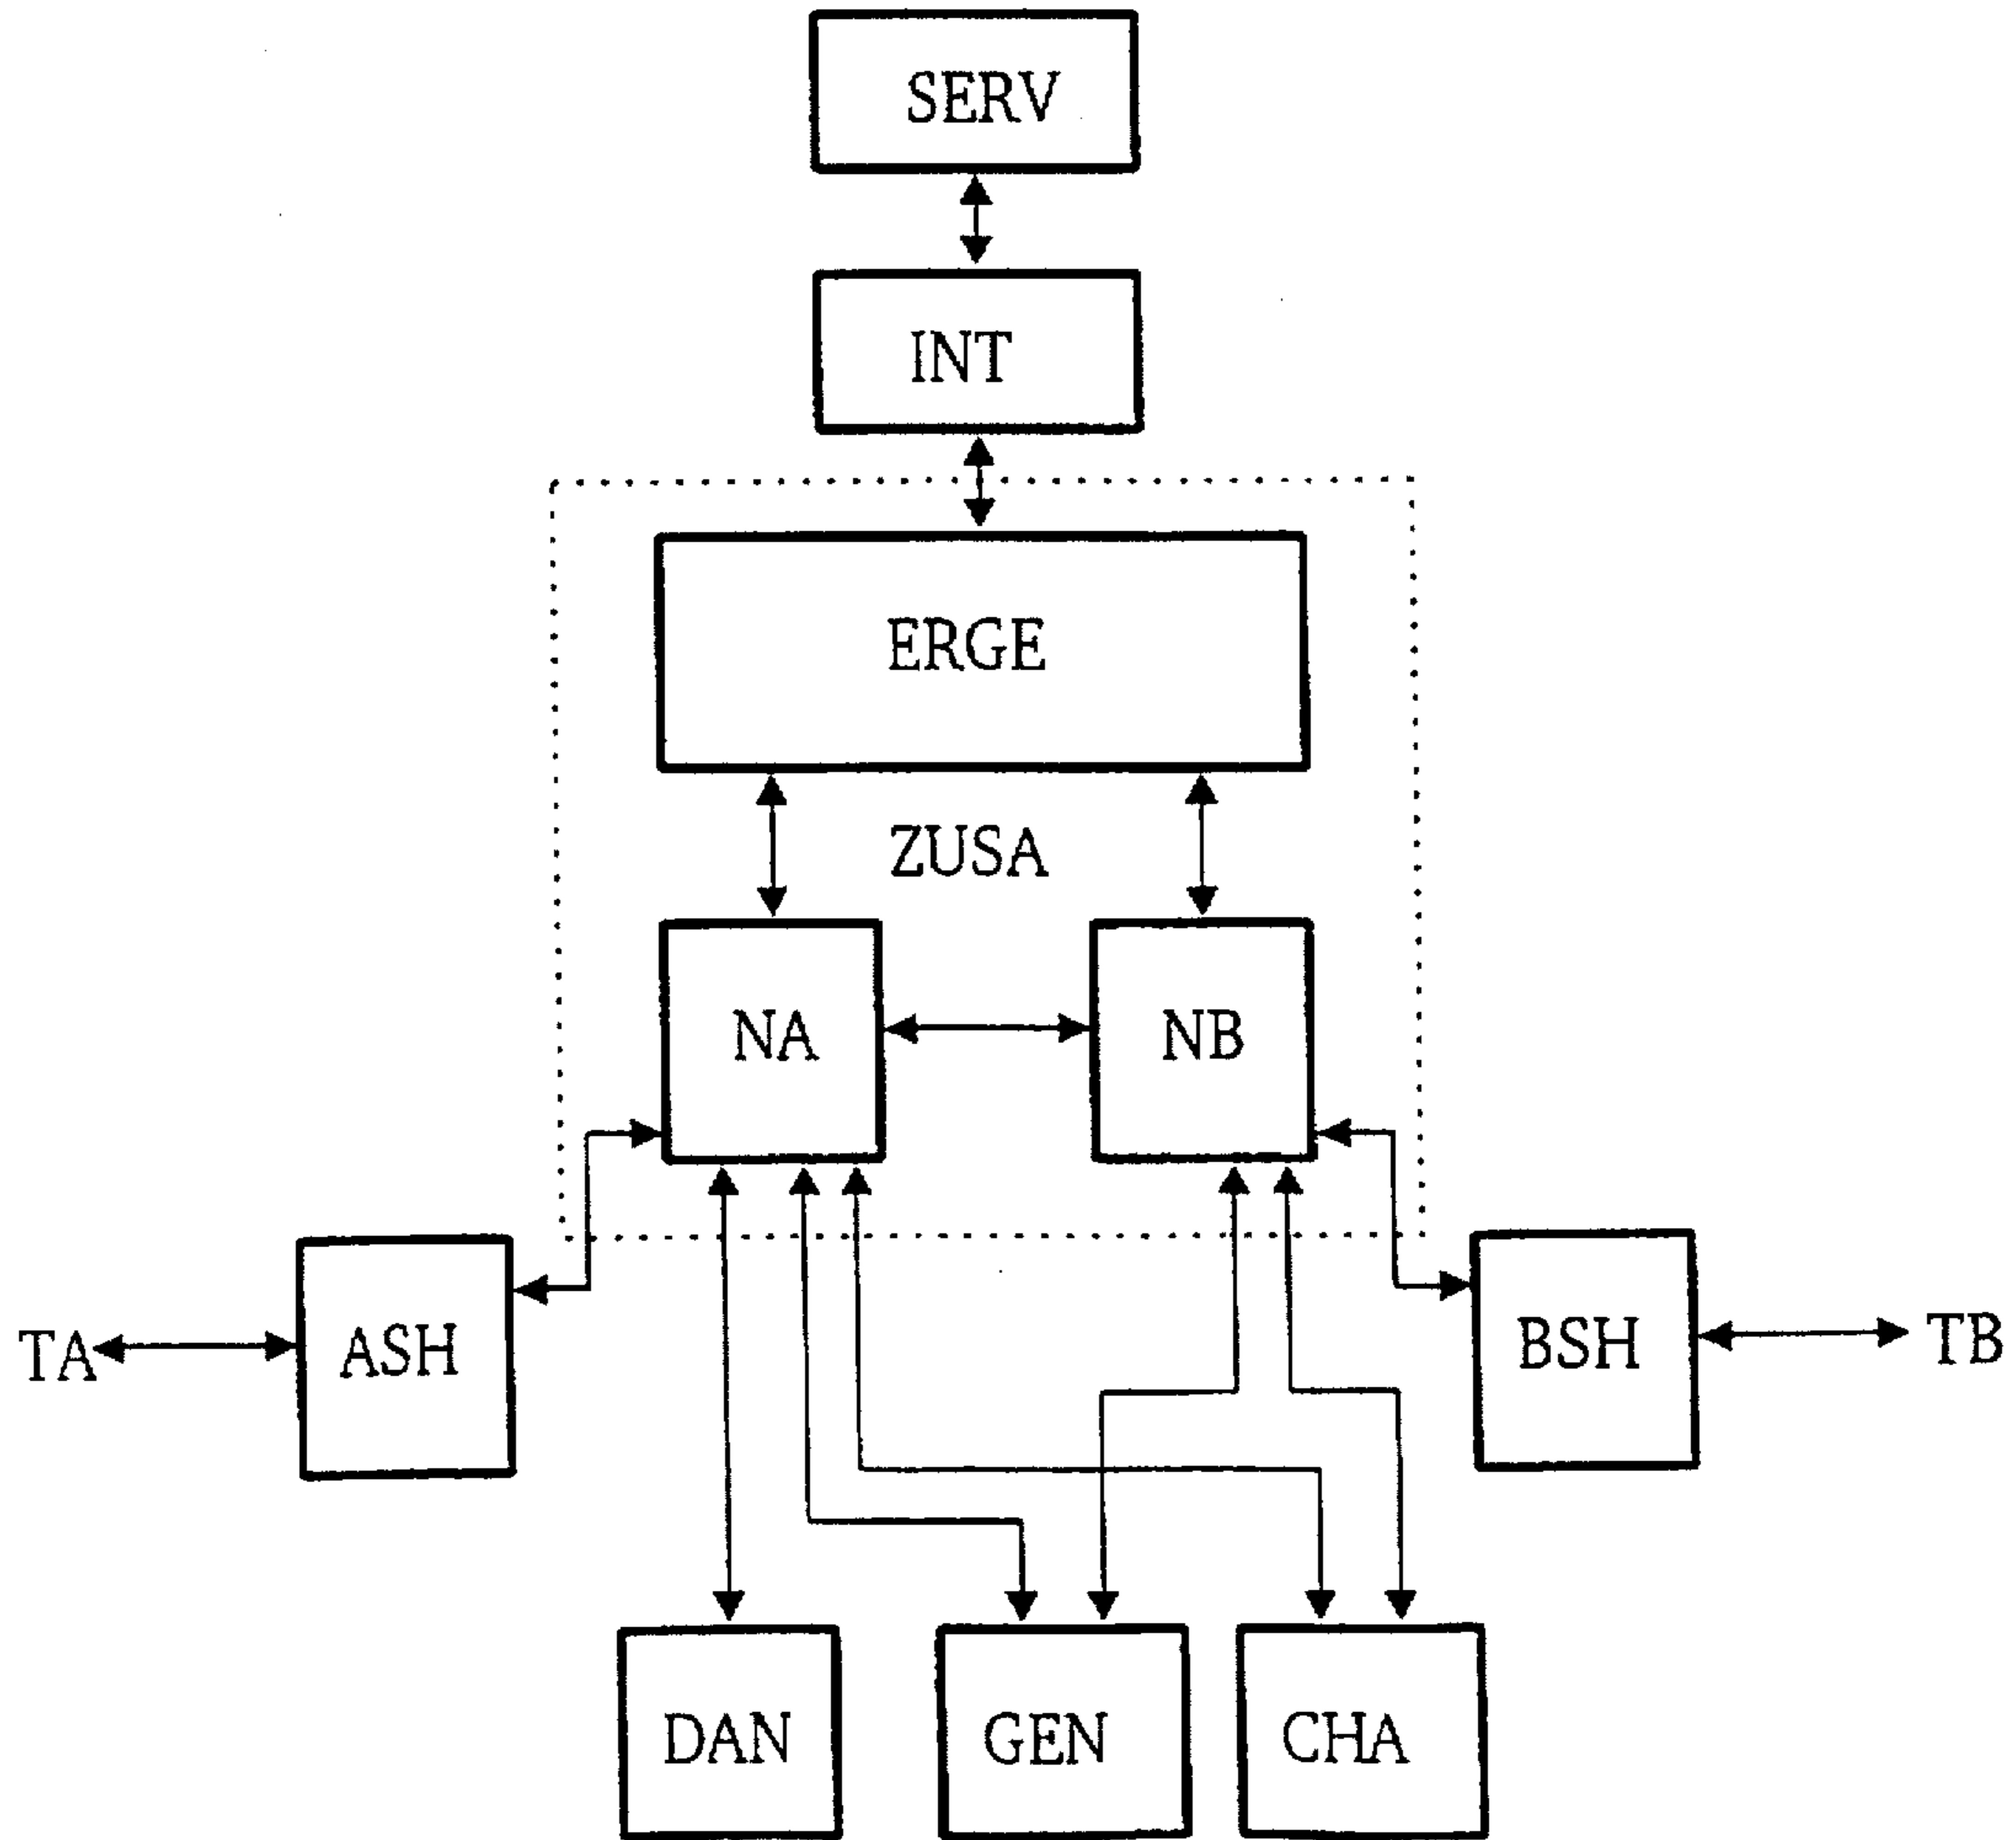 SERV
INT
ERGE
ZUSA
NA
NB
TA
ASH
BSH
TB
DAN
GEN
CHA